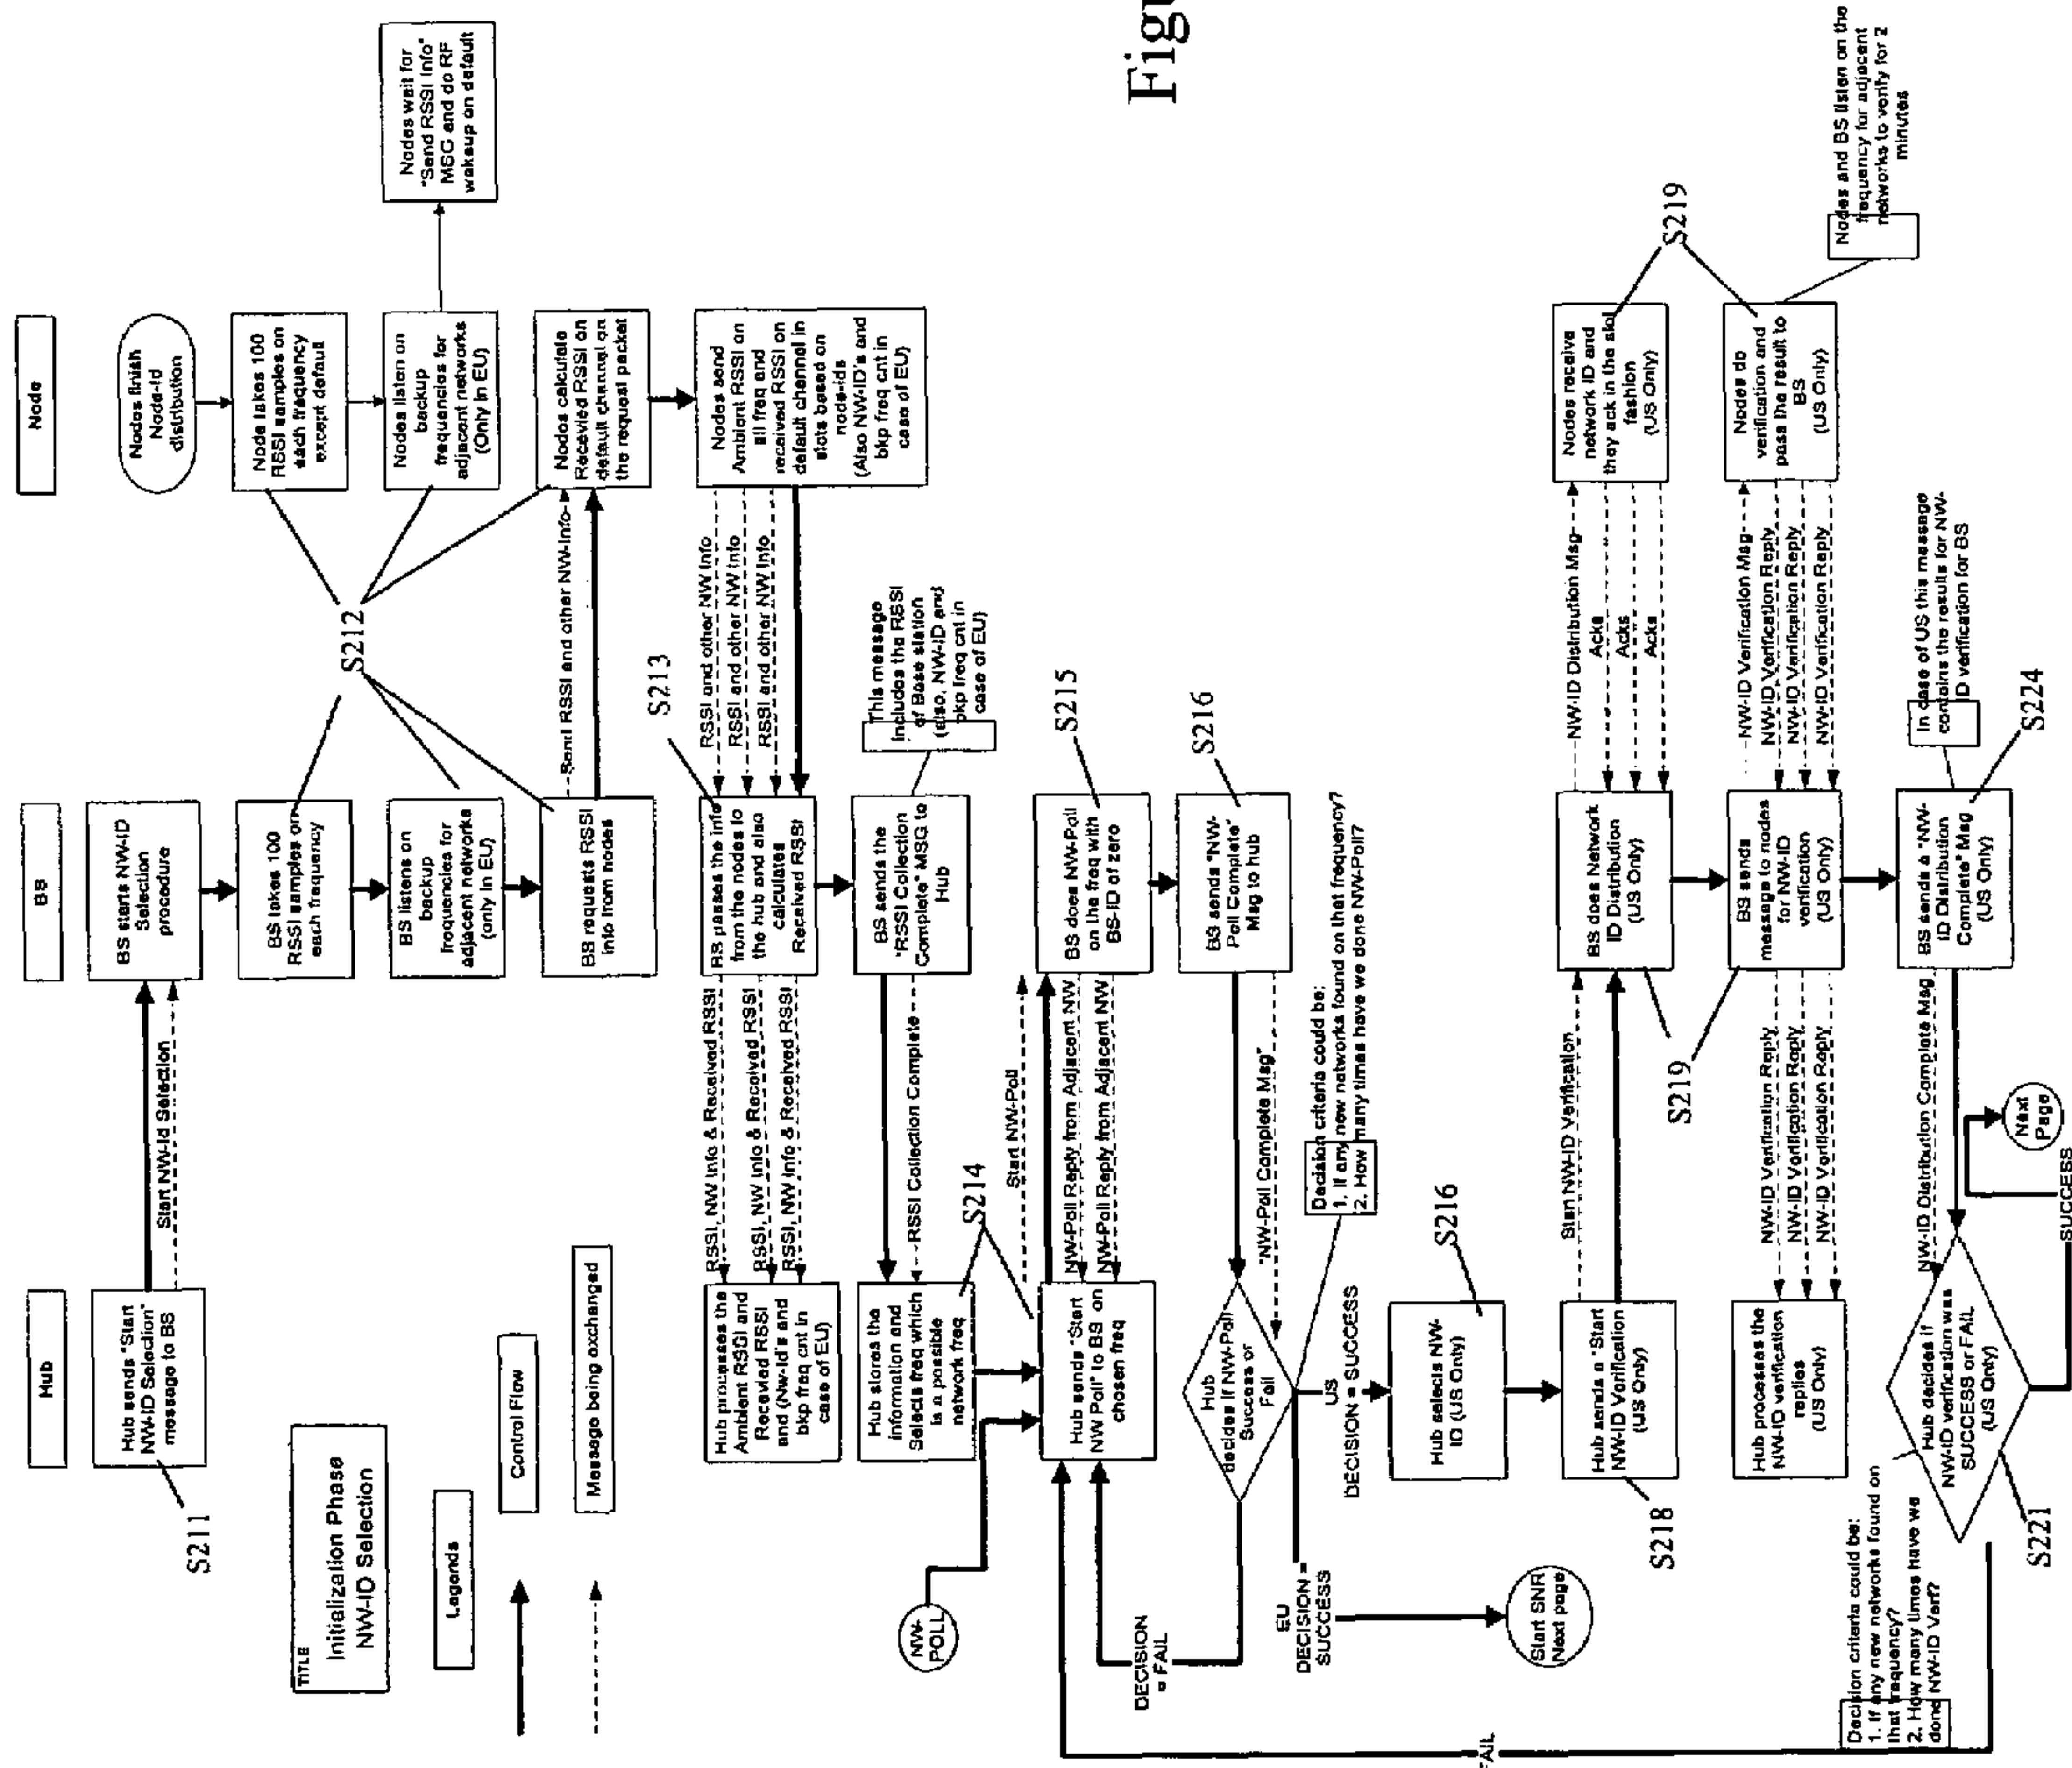 Hub
BS
Node
TITLE
Initialization Phase
NW-ID Selection
Legends
Control Flow
Message being exchanged
Hub sends "Start
NW-ID Selection"
message to BS
S211
Start NW-Id Selection
BS starts NW-ID
Selection
procedure
BS takes 100
RSSI samples on
each frequency
BS listens on
backup
frequencies for
adjacent networks
(only in EU)
BS requests RSSI
info from nodes
S212
Nodes finish
Node-Id
distribution
Node takes 100
RSSI samples on
each frequency
except default
Nodes listen on
backup
frequencies for
adjacent networks
(Only in EU)
Nodes wait for
"Send RSSI Info"
MSG and do RF
wakeup on default
Send RSSI and other NW-Info
Nodes calculate
Recevied RSSI on
default channel on
the request packet
Nodes send
Ambient RSSI on
all freq and
received RSSI on
default channel in
slots based on
node-ids
(Also NW-ID's and
bkp freq cnt in
case of EU)
RSSI and other NW Info
RSSI and other NW Info
RSSI and other NW Info
S213
BS passes the info
from the nodes to
the hub and also
calculates
Received RSSI
RSSI, NW Info & Received RSSI
RSSI, NW Info & Received RSSI
RSSI, NW Info & Received RSSI
Hub processes the
Ambient RSSI and
Recevied RSSI
and (Nw-Id's and
bkp freq cnt in
case of EU)
BS sends the
"RSSI Collection
Complete" MSG to
Hub
This message
includes the RSSI
of Base station
(also, NW-ID and
bkp freq cnt in
case of EU)
RSSI Collection Complete
Hub stores the
information and
Selects freq which
is a possible
network freq
S214
NW-
POLL
Hub sends "Start
NW Poll" to BS on
chosen freq
Start NW-Poll
BS does NW-Poll
on the freq with
BS-ID of zero
S215
NW-Poll Reply from Adjacent NW
NW-Poll Reply from Adjacent NW
BS sends "NW-
Poll Complete"
Msg to hub
S216
"NW-Poll Complete Msg"
Hub
decides if NW-Poll
Success or
Fail
DECISION
= FAIL
Decision criteria could be:
1. If any new networks found on that frequency?
2. How many times have we done NW-Poll?
EU
DECISION =
SUCCESS
Start SNR
Next page
US
DECISION = SUCCESS
Hub selects NW-
ID (US Only)
S216
Hub sends a "Start
NW-ID Verification
(US Only)
S218
Start NW-ID Verification
BS does Network
ID Distribution
(US Only)
NW-ID Distribution Msg
Acks
Acks
Acks
Nodes receive
network ID and
they ack in the slot
fashion
(US Only)
S219
S219
BS sends
message to nodes
for NW-ID
verification
(US Only)
NW-ID Verification Msg
NW-ID Verification Reply
NW-ID Verification Reply
NW-ID Verification Reply
Nodes do
verification and
pass the result to
BS
(US Only)
Nodes and BS listen on the
frequency for adjacent
networks to verify for 2
minutes
NW-ID Verification Reply
NW-ID Verification Reply
NW-ID Verification Reply
Hub processes the
NW-ID verification
replies
(US Only)
BS sends a "NW-
ID Distribution
Complete" Msg
(US Only)
S224
In case of US this message
contains the results for NW-
ID verification for BS
NW-ID Distribution Complete Msg
Hub decides if
NW-ID verification was
SUCCESS or FAIL
(US Only)
S221
Decision criteria could be:
1. If any new networks found on
that frequency?
2. How many times have we
done NW-ID Veri?
FAIL
SUCCESS
Next
Page
Figu